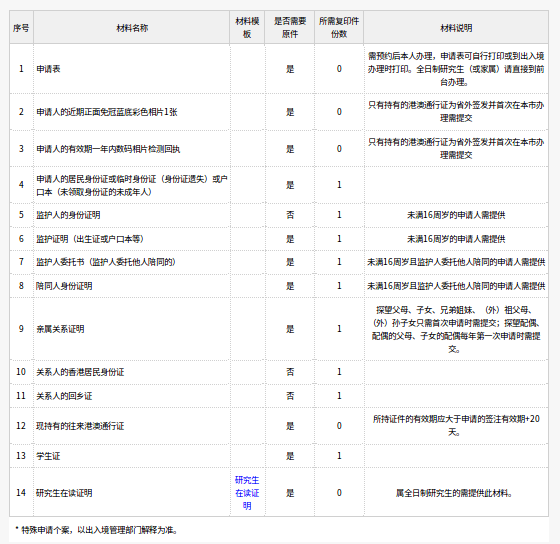 序号 材料名称 材料模板 是否需要原件 所需复印件份数 材料说明
1 申请表 是 0 需预约后本人办理，申请表可自行打印或到出入境办理时打印。全日制研究生（或家属）请直接到前台办理。
2 申请人的近期正面免冠蓝底彩色相片1张 是 0 只有持有的港澳通行证为省外签发并首次在本市办理需提交
3 申请人的有效期一年内数码相片检测回执 是 0 只有持有的港澳通行证为省外签发并首次在本市办理需提交
4 申请人的居民身份证或临时身份证（身份证遗失）或户口本（未领取身份证的未成年人） 是 1
5 监护人的身份证明 否 1 未满16周岁的申请人需提供
6 监护证明（出生证或户口本等） 是 1 未满16周岁的申请人需提供
7 监护人委托书（监护人委托他人陪同的） 是 1 未满16周岁且监护人委托他人陪同的申请人需提供
8 陪同人身份证明 是 1 未满16周岁且监护人委托他人陪同的申请人需提供
9 亲属关系证明 是 1 探望父母、子女、兄弟姐妹、（外）祖父母、（外）孙子女只需首次申请时需提交；探望配偶、配偶的父母、子女的配偶每年第一次申请时需提交。
10 关系人的香港居民身份证 否 1
11 关系人的回乡证 否 1
12 现持有的往来港澳通行证 是 0 所持证件的有效期应大于申请的签注有效期+20天。
13 学生证 是 1
14 研究生在读证明 研究生在读证明 是 0 属全日制研究生的需提供此材料。
* 特殊申请个案，以出入境管理部门解释为准。